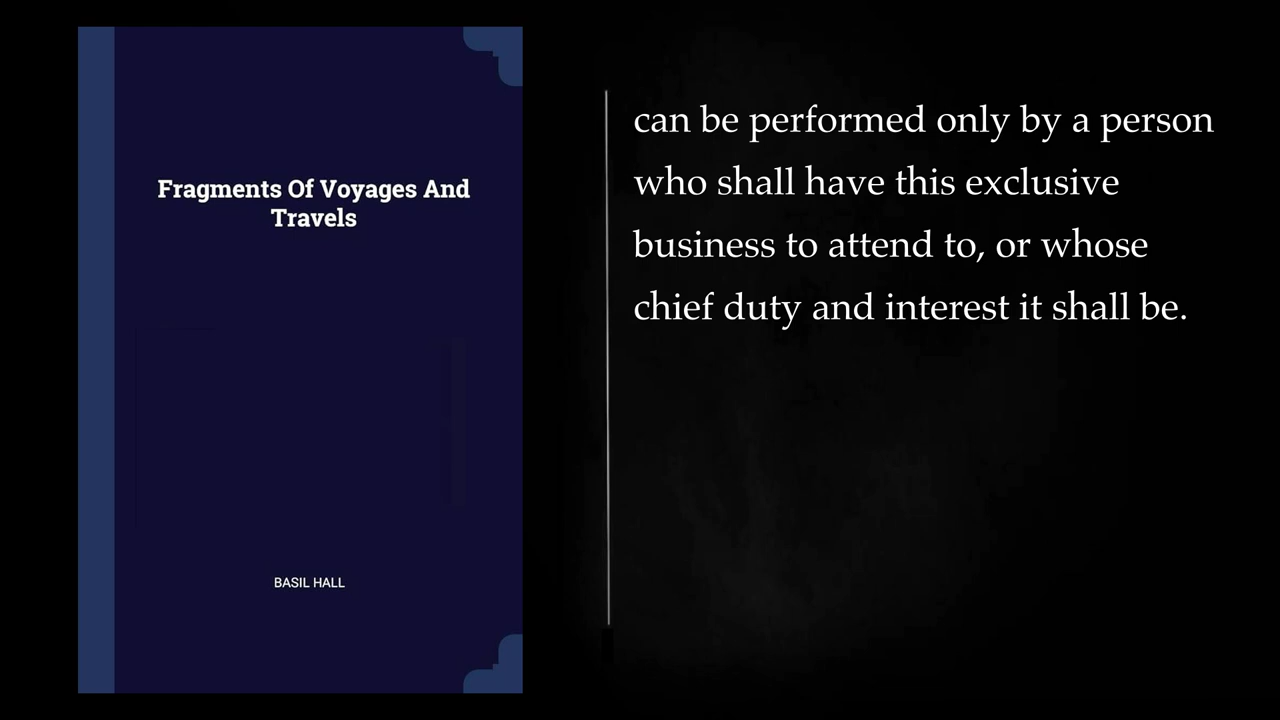 Fragments Of Voyages And
Travels
BASIL HALL
can be performed only by a person
who shall have this exclusive
business to attend to, or whose
chief duty and interest it shall be.